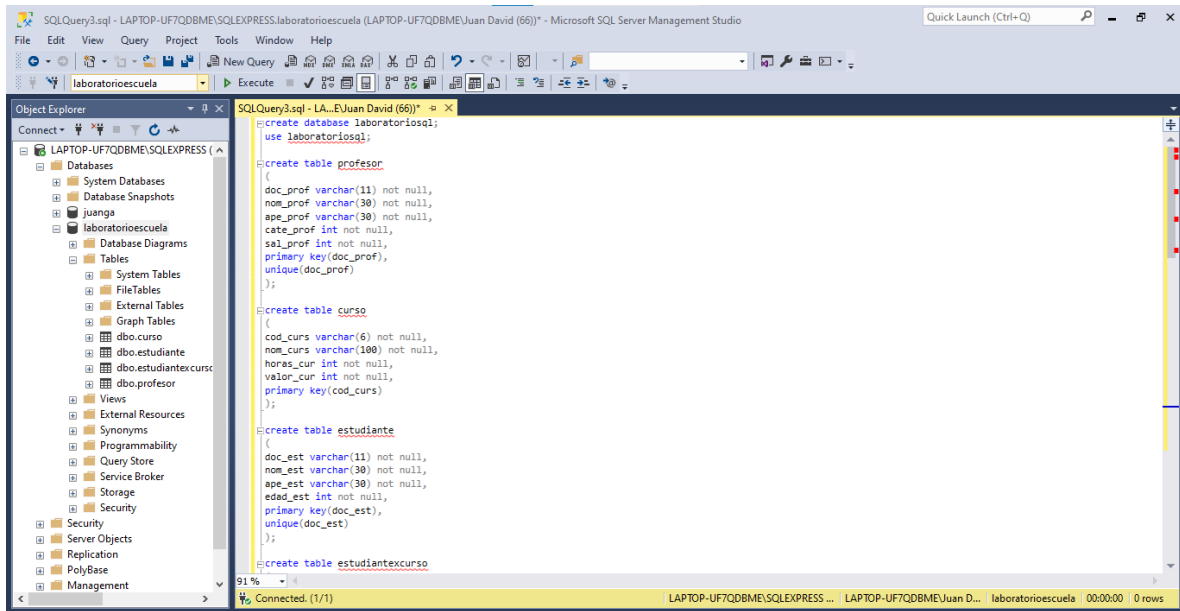 SQLQuery3.sql - LAPTOP-UF7QDBME\SQLEXPRESS.laboratorioescuela (LAPTOP-UF7QDBME\Juan David (66))* - Microsoft SQL Server Management Studio
Quick Launch (Ctrl+Q)
File Edit View Query Project Tools Window Help
New Query
laboratorioescuela Execute
Object Explorer
Connect
LAPTOP-UF7QDBME\SQLEXPRESS (
Databases
System Databases
Database Snapshots
juanga
laboratorioescuela
Database Diagrams
Tables
System Tables
FileTables
External Tables
Graph Tables
dbo.curso
dbo.estudiante
dbo.estudiantexcurso
dbo.profesor
Views
External Resources
Synonyms
Programmability
Query Store
Service Broker
Storage
Security
Security
Server Objects
Replication
PolyBase
Management
SQLQuery3.sql - LA...E\Juan David (66))*
create database laboratoriosql;
use laboratoriosql;
create table profesor
(
doc_prof varchar(11) not null,
nom_prof varchar(30) not null,
ape_prof varchar(30) not null,
cate_prof int not null,
sal_prof int not null,
primary key(doc_prof),
unique(doc_prof)
);
create table curso
(
cod_curs varchar(6) not null,
nom_curs varchar(100) not null,
horas_cur int not null,
valor_cur int not null,
primary key(cod_curs)
);
create table estudiante
(
doc_est varchar(11) not null,
nom_est varchar(30) not null,
ape_est varchar(30) not null,
edad_est int not null,
primary key(doc_est),
unique(doc_est)
);
create table estudiantexcurso
91 %
Connected. (1/1)
LAPTOP-UF7QDBME\SQLEXPRESS ... LAPTOP-UF7QDBME\Juan D... laboratorioescuela 00:00:00 0 rows